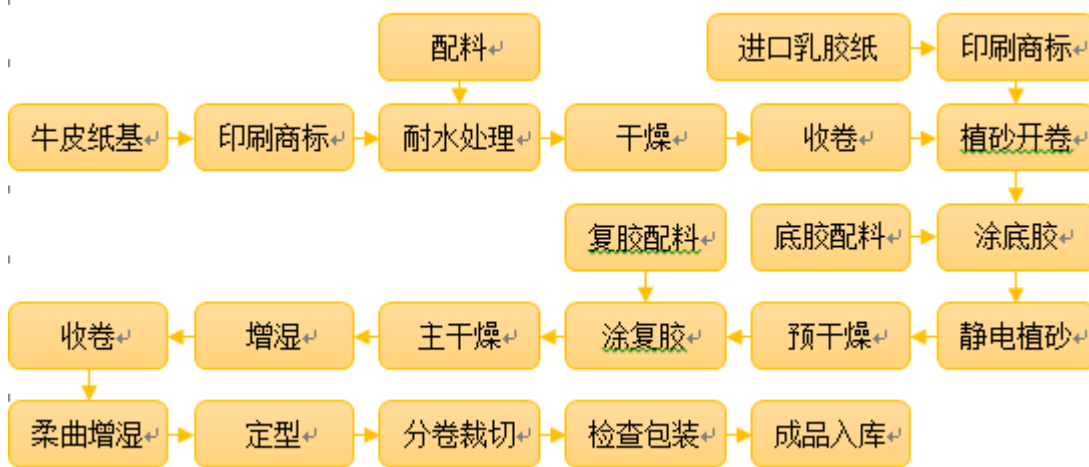 配料 进口乳胶纸 印刷商标
牛皮纸基 印刷商标 耐水处理 干燥 收卷 植砂开卷
复胶配料 底胶配料 涂底胶
收卷 增湿 主干燥 涂复胶 预干燥 静电植砂
柔曲增湿 定型 分卷裁切 检查包装 成品入库